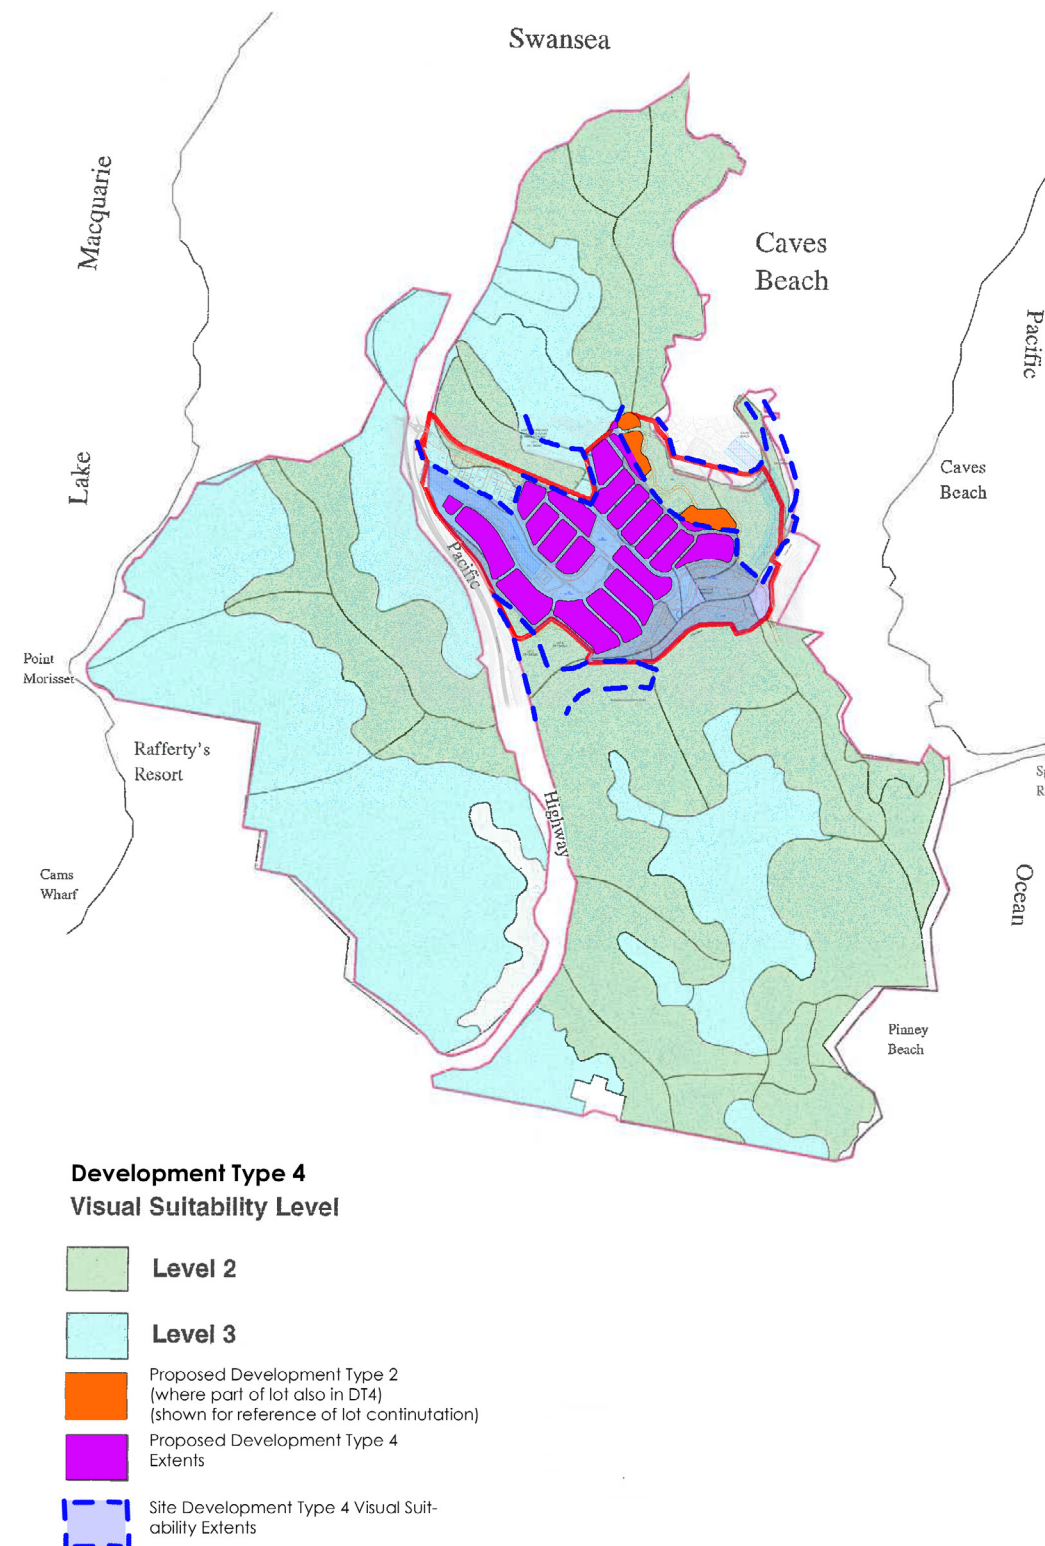 Swansea
Macquarie
Caves
Beach
Pacific
Lake
Caves
Beach
Pacific
Point
Morisset
Rafferty's
Resort
Highway
Cams
Wharf
Ocean
Pinney
Beach
Development Type 4
Visual Suitability Level
Level 2
Level 3
Proposed Development Type 2
(where part of lot also in DT4)
(shown for reference of lot continutation)
Proposed Development Type 4
Extents
Site Development Type 4 Visual Suit-
ability Extents